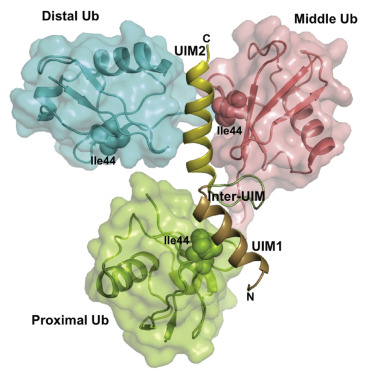 Distal Ub
Middle Ub
C
UIM2
Ile44
Ile44
Inter-UIM
Ile44
UIM1
N
Proximal Ub